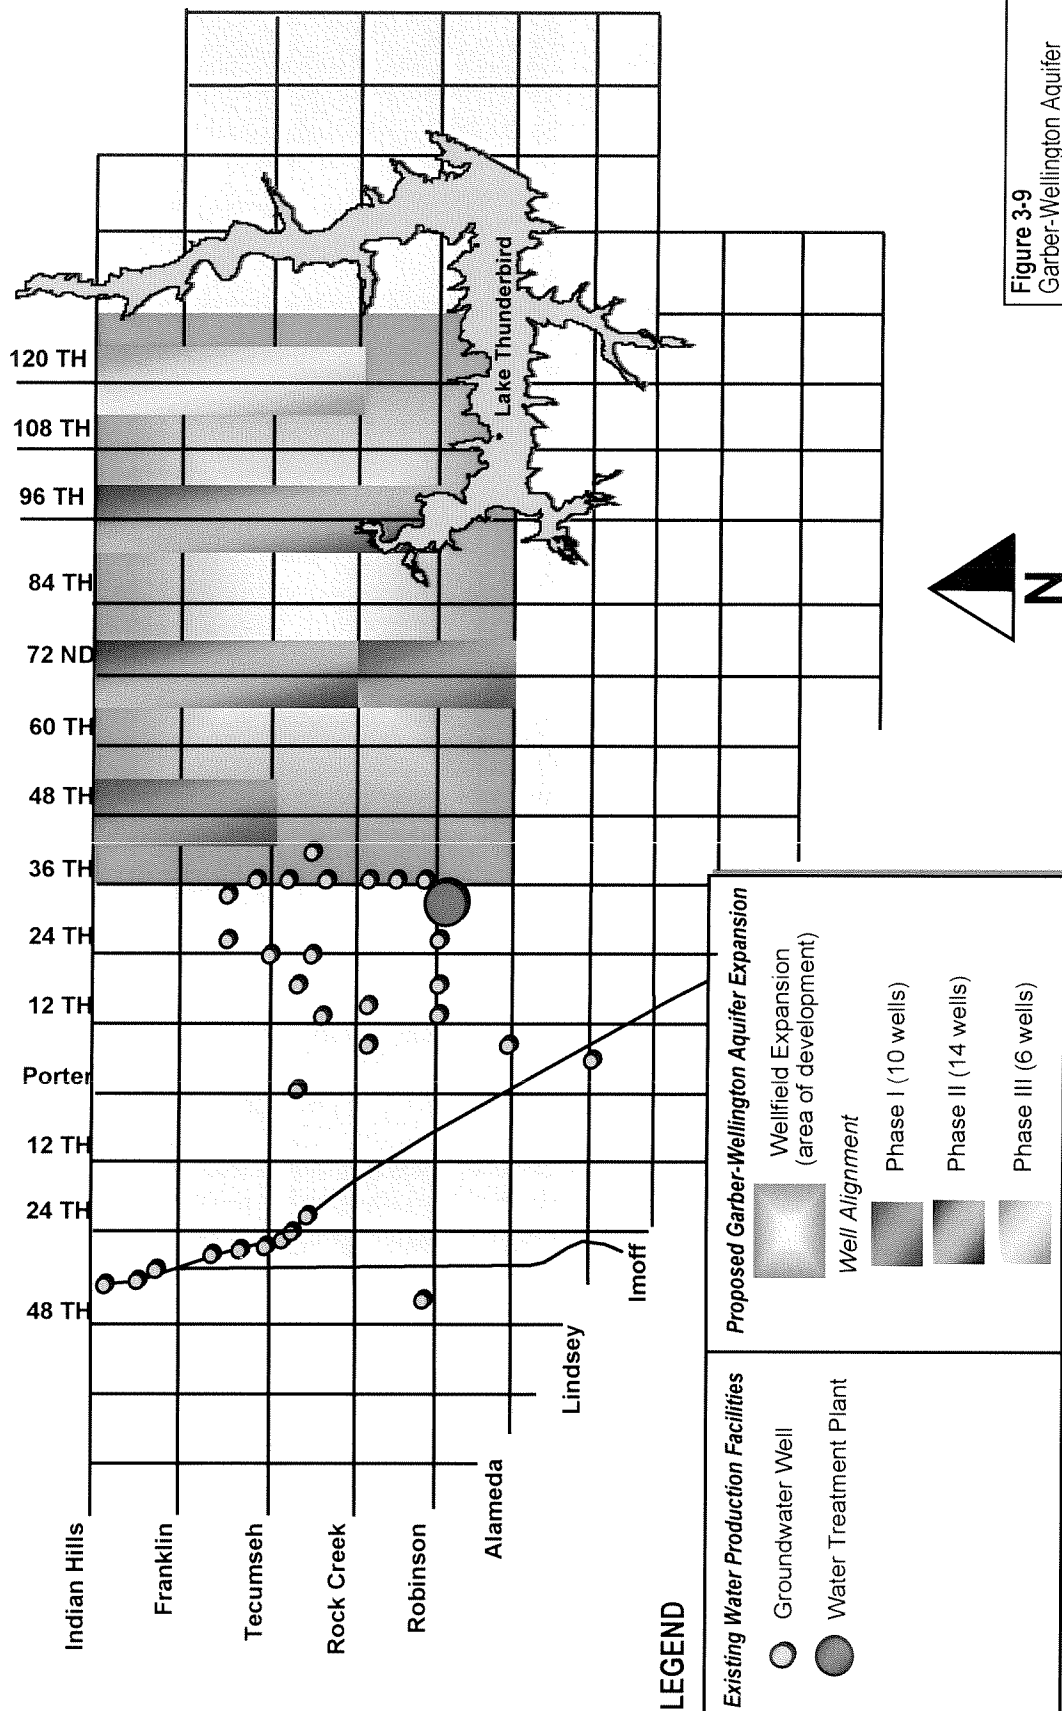 120 TH
108 TH
96 TH
84 TH
72 ND
60 TH
48 TH
36 TH
24 TH
12 TH
Porter
12 TH
24 TH
48 TH
Indian Hills
Franklin
Tecumseh
Rock Creek
Robinson
Alameda
Lindsey
Imoff
Lake Thunderbird
N
LEGEND
Existing Water Production Facilities
Groundwater Well
Water Treatment Plant
Proposed Garber-Wellington Aquifer Expansion
Wellfield Expansion
(area of development)
Well Alignment
Phase I (10 wells)
Phase II (14 wells)
Phase III (6 wells)
Figure 3-9
Garber-Wellington Aquifer